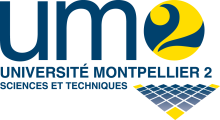 um2
UNIVERSITÉ MONTPELLIER 2
SCIENCES ET TECHNIQUES